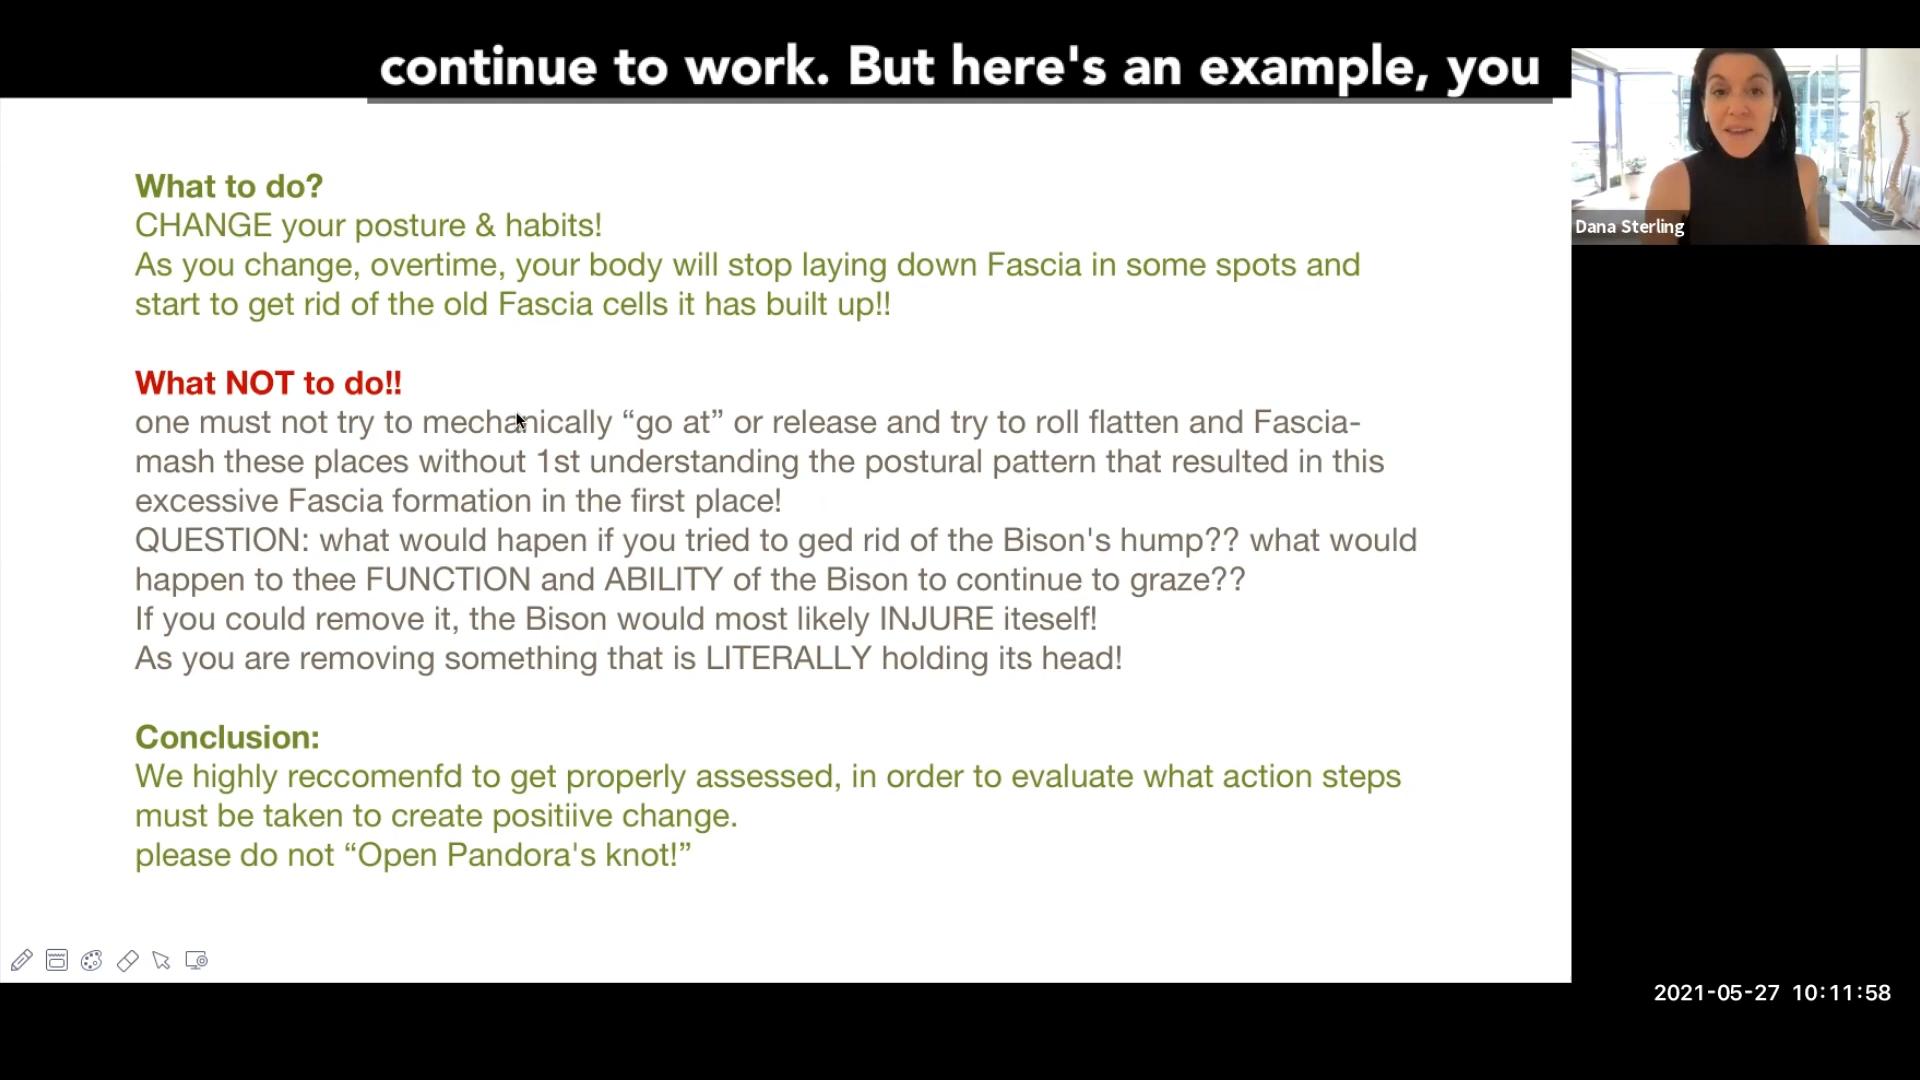 continue to work. But here's an example, you
Dana Sterling
What to do?
CHANGE your posture & habits!
As you change, overtime, your body will stop laying down Fascia in some spots and
start to get rid of the old Fascia cells it has built up!!
What NOT to do!!
one must not try to mechanically “go at” or release and try to roll flatten and Fascia-
mash these places without 1st understanding the postural pattern that resulted in this
excessive Fascia formation in the first place!
QUESTION: what would hapen if you tried to ged rid of the Bison's hump?? what would
happen to thee FUNCTION and ABILITY of the Bison to continue to graze??
If you could remove it, the Bison would most likely INJURE iteself!
As you are removing something that is LITERALLY holding its head!
Conclusion:
We highly reccomenfd to get properly assessed, in order to evaluate what action steps
must be taken to create positiive change.
please do not “Open Pandora's knot!”
2021-05-27 10:11:58